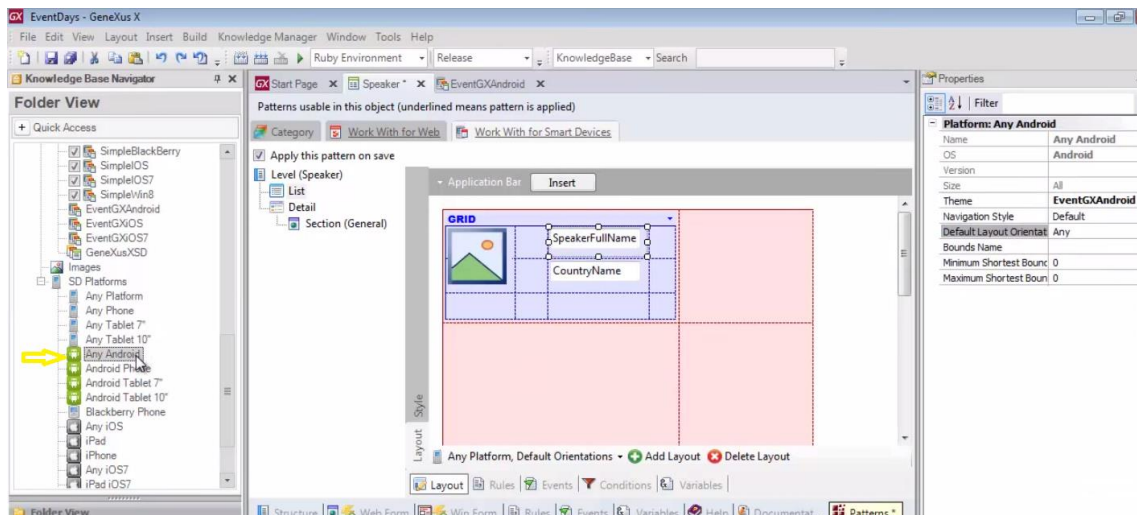 EventDays - GeneXus X
File Edit View Layout Insert Build Knowledge Manager Window Tools Help
Ruby Environment Release KnowledgeBase Search
Knowledge Base Navigator
Folder View
+ Quick Access
SimpleBlackBerry
SimpleIOS
SimpleIOS7
SimpleWin8
EventGXAndroid
EventGXiOS
EventGXiOS7
GeneXusXSD
Images
SD Platforms
Any Platform
Any Phone
Any Tablet 7"
Any Tablet 10"
Any Android
Android Phone
Android Tablet 7"
Android Tablet 10"
Blackberry Phone
Any iOS
iPad
iPhone
Any iOS7
iPad iOS7
Folder View
Start Page Speaker * EventGXAndroid
Patterns usable in this object (underlined means pattern is applied)
Category Work With for Web Work With for Smart Devices
Apply this pattern on save
Level (Speaker)
List
Detail
Section (General)
Application Bar Insert
GRID
SpeakerFullName
CountryName
Style
Layout
Any Platform, Default Orientations Add Layout Delete Layout
Layout Rules Events Conditions Variables
Structure Web Form Win Form Rules Events Variables Help Documentat Patterns *
Properties
Filter
Platform: Any Android
Name Any Android
OS Android
Version
Size All
Theme EventGXAndroid
Navigation Style Default
Default Layout Orientat Any
Bounds Name
Minimum Shortest Bounc 0
Maximum Shortest Boun 0